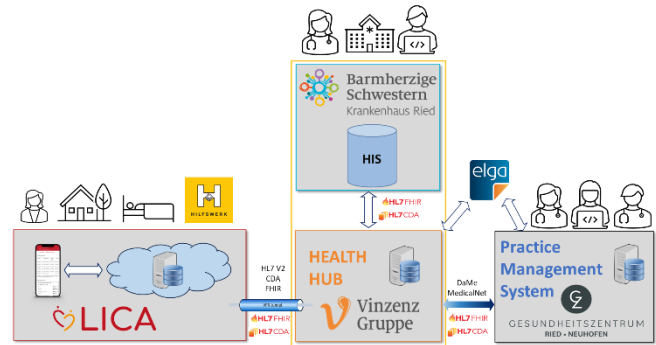 </>
Barmherzige
Schwestern
Krankenhaus Ried
HIS
elga
H
HILFSWERK
HL7 FHIR
HL7 CDA
</>
LICA
HL7 V2
CDA
FHIR
HL7 FHIR
HL7 CDA
HEALTH
HUB
Vinzenz
Gruppe
DaMe
MedicalNet
HL7 FHIR
HL7 CDA
Practice
Management
System
GZ
GESUNDHEITSZENTRUM
RIED • NEUHOFEN